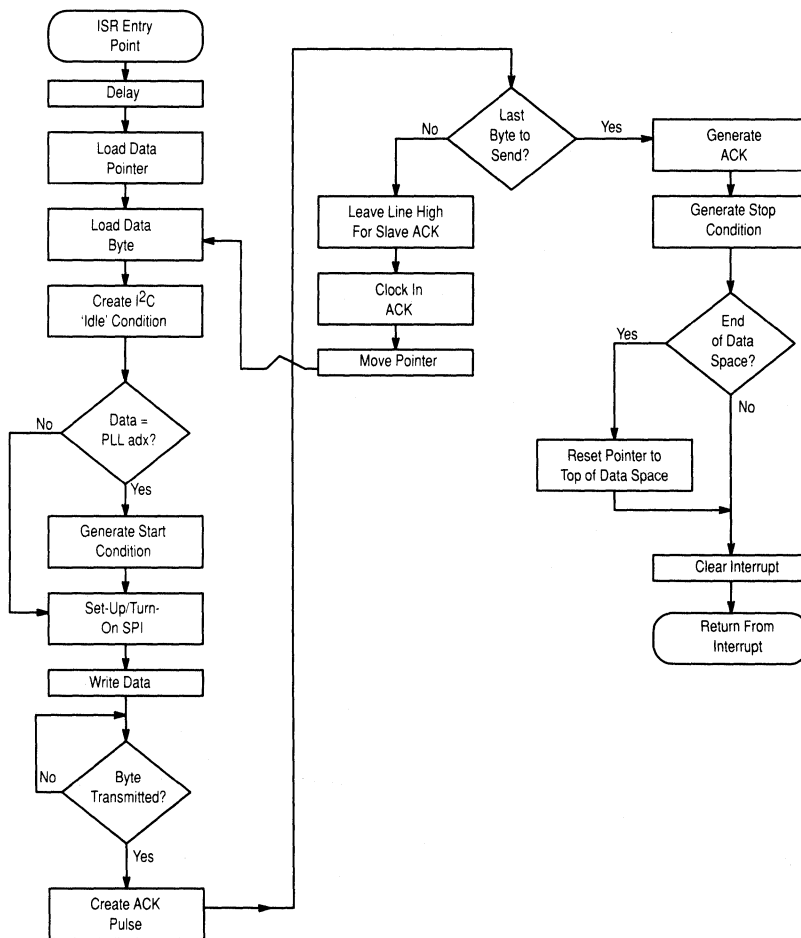 ISR Entry
Point
Delay
Load Data
Pointer
Load Data
Byte
Create I²C
'Idle' Condition
Data =
PLL adx?
No
Yes
Generate Start
Condition
Set-Up/Turn-
On SPI
Write Data
Byte
Transmitted?
No
Yes
Create ACK
Pulse
Last
Byte to
Send?
No
Yes
Leave Line High
For Slave ACK
Clock In
ACK
Move Pointer
Generate
ACK
Generate Stop
Condition
End
of Data
Space?
Yes
No
Reset Pointer to
Top of Data Space
Clear Interrupt
Return From
Interrupt